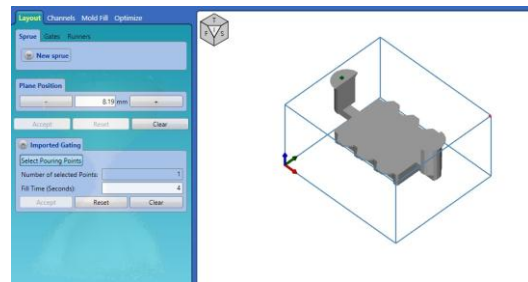 Layout Channels Mold Fill Optimize
Sprue Gates Runners
New sprue
Plane Position
- 8.19 mm +
Accept Reset Clear
Imported Gating
Select Pouring Points
Number of selected Points: 1
Fill Time (Seconds): 4
Accept Reset Clear
T
F S